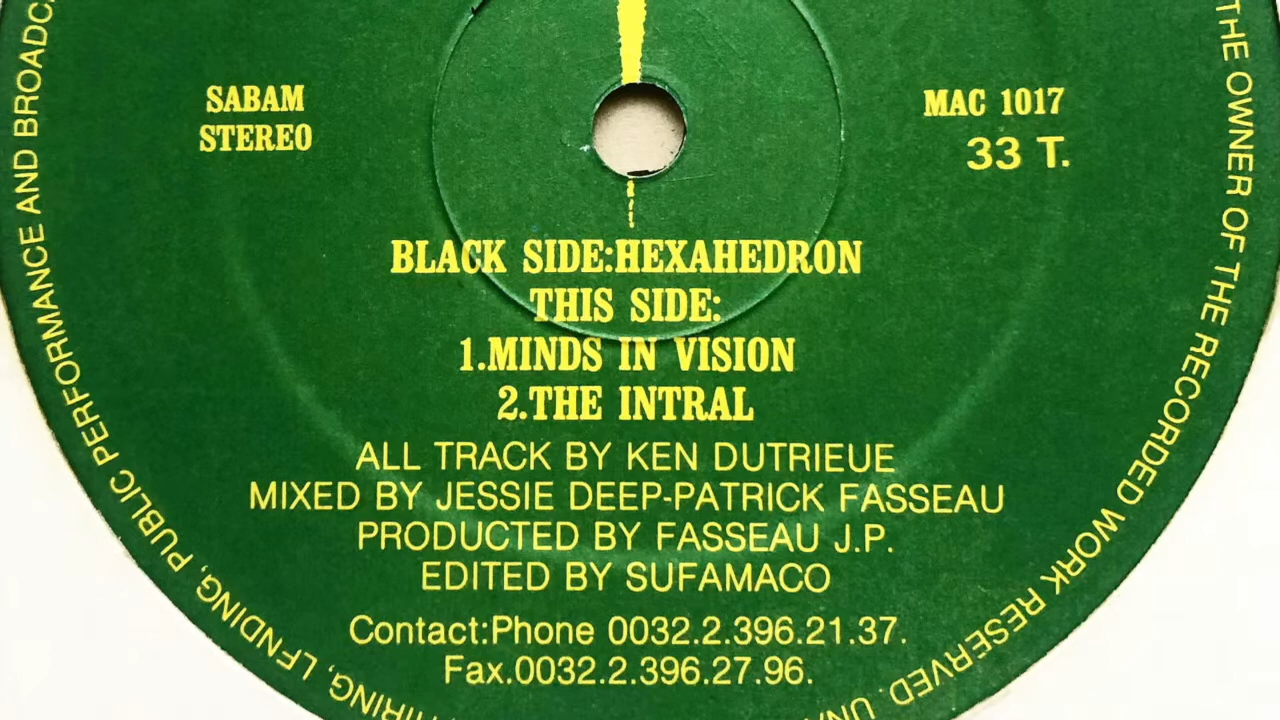 SABAM
STEREO
MAC 1017
33 T.
BLACK SIDE:HEXAHEDRON
THIS SIDE:
1.MINDS IN VISION
2.THE INTRAL
ALL TRACK BY KEN DUTRIEUE
MIXED BY JESSIE DEEP-PATRICK FASSEAU
PRODUCTED BY FASSEAU J.P.
EDITED BY SUFAMACO
Contact:Phone 0032.2.396.21.37.
Fax.0032.2.396.27.96.
THE OWNER OF THE RECORDED WORK RESERVED.
HIRING, LENDING, PUBLIC PERFORMANCE AND